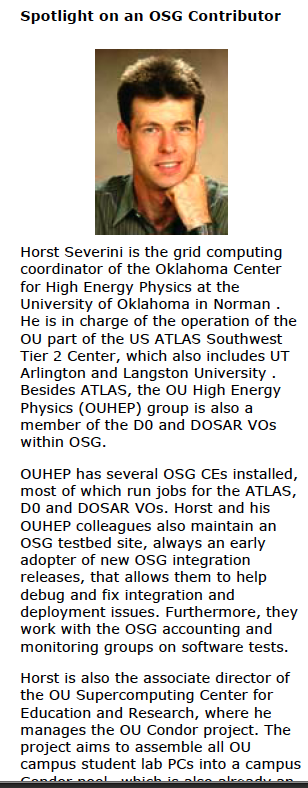 Spotlight on an OSG Contributor
Horst Severini is the grid computing
coordinator of the Oklahoma Center
for High Energy Physics at the
University of Oklahoma in Norman .
He is in charge of the operation of the
OU part of the US ATLAS Southwest
Tier 2 Center, which also includes UT
Arlington and Langston University .
Besides ATLAS, the OU High Energy
Physics (OUHEP) group is also a
member of the D0 and DOSAR VOs
within OSG.
OUHEP has several OSG CEs installed,
most of which run jobs for the ATLAS,
D0 and DOSAR VOs. Horst and his
OUHEP colleagues also maintain an
OSG testbed site, always an early
adopter of new OSG integration
releases, that allows them to help
debug and fix integration and
deployment issues. Furthermore, they
work with the OSG accounting and
monitoring groups on software tests.
Horst is also the associate director of
the OU Supercomputing Center for
Education and Research, where he
manages the OU Condor project. The
project aims to assemble all OU
campus student lab PCs into a campus
Condor pool, which is also already an